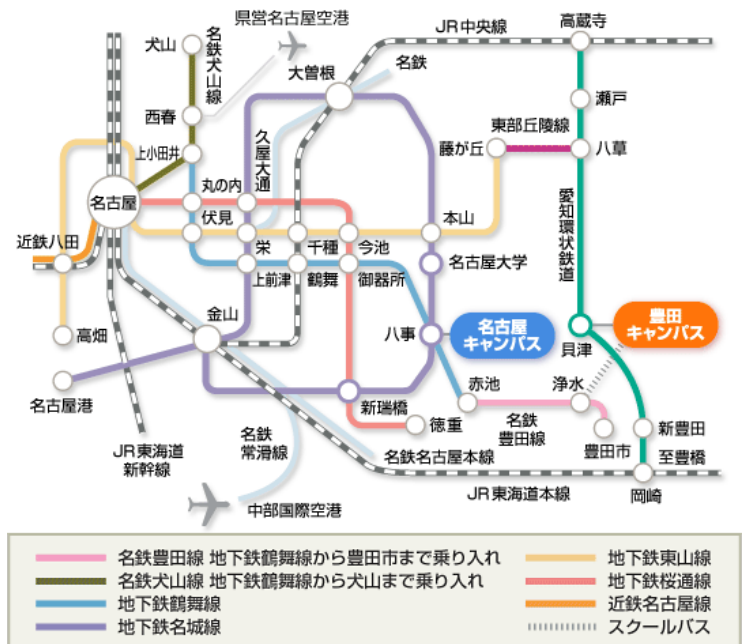 県営名古屋空港
JR中央線
高蔵寺
犬山
名鉄犬山線
大曽根
名鉄
瀬戸
西春
東部丘陵線
上小田井
久屋大通
藤が丘
八草
丸の内
名古屋
伏見
本山
愛知環状鉄道
近鉄八田
栄
千種
今池
名古屋大学
上前津
鶴舞
御器所
金山
八事
名古屋
キャンパス
豊田
キャンパス
高畑
貝津
名古屋港
赤池
浄水
新瑞橋
名鉄
豊田線
徳重
豊田市
新豊田
JR東海道
新幹線
名鉄
常滑線
名鉄名古屋本線
至豊橋
JR東海道本線
岡崎
中部国際空港
名鉄豊田線 地下鉄鶴舞線から豊田市まで乗り入れ
名鉄犬山線 地下鉄鶴舞線から犬山まで乗り入れ
地下鉄鶴舞線
地下鉄名城線
地下鉄東山線
地下鉄桜通線
近鉄名古屋線
スクールバス